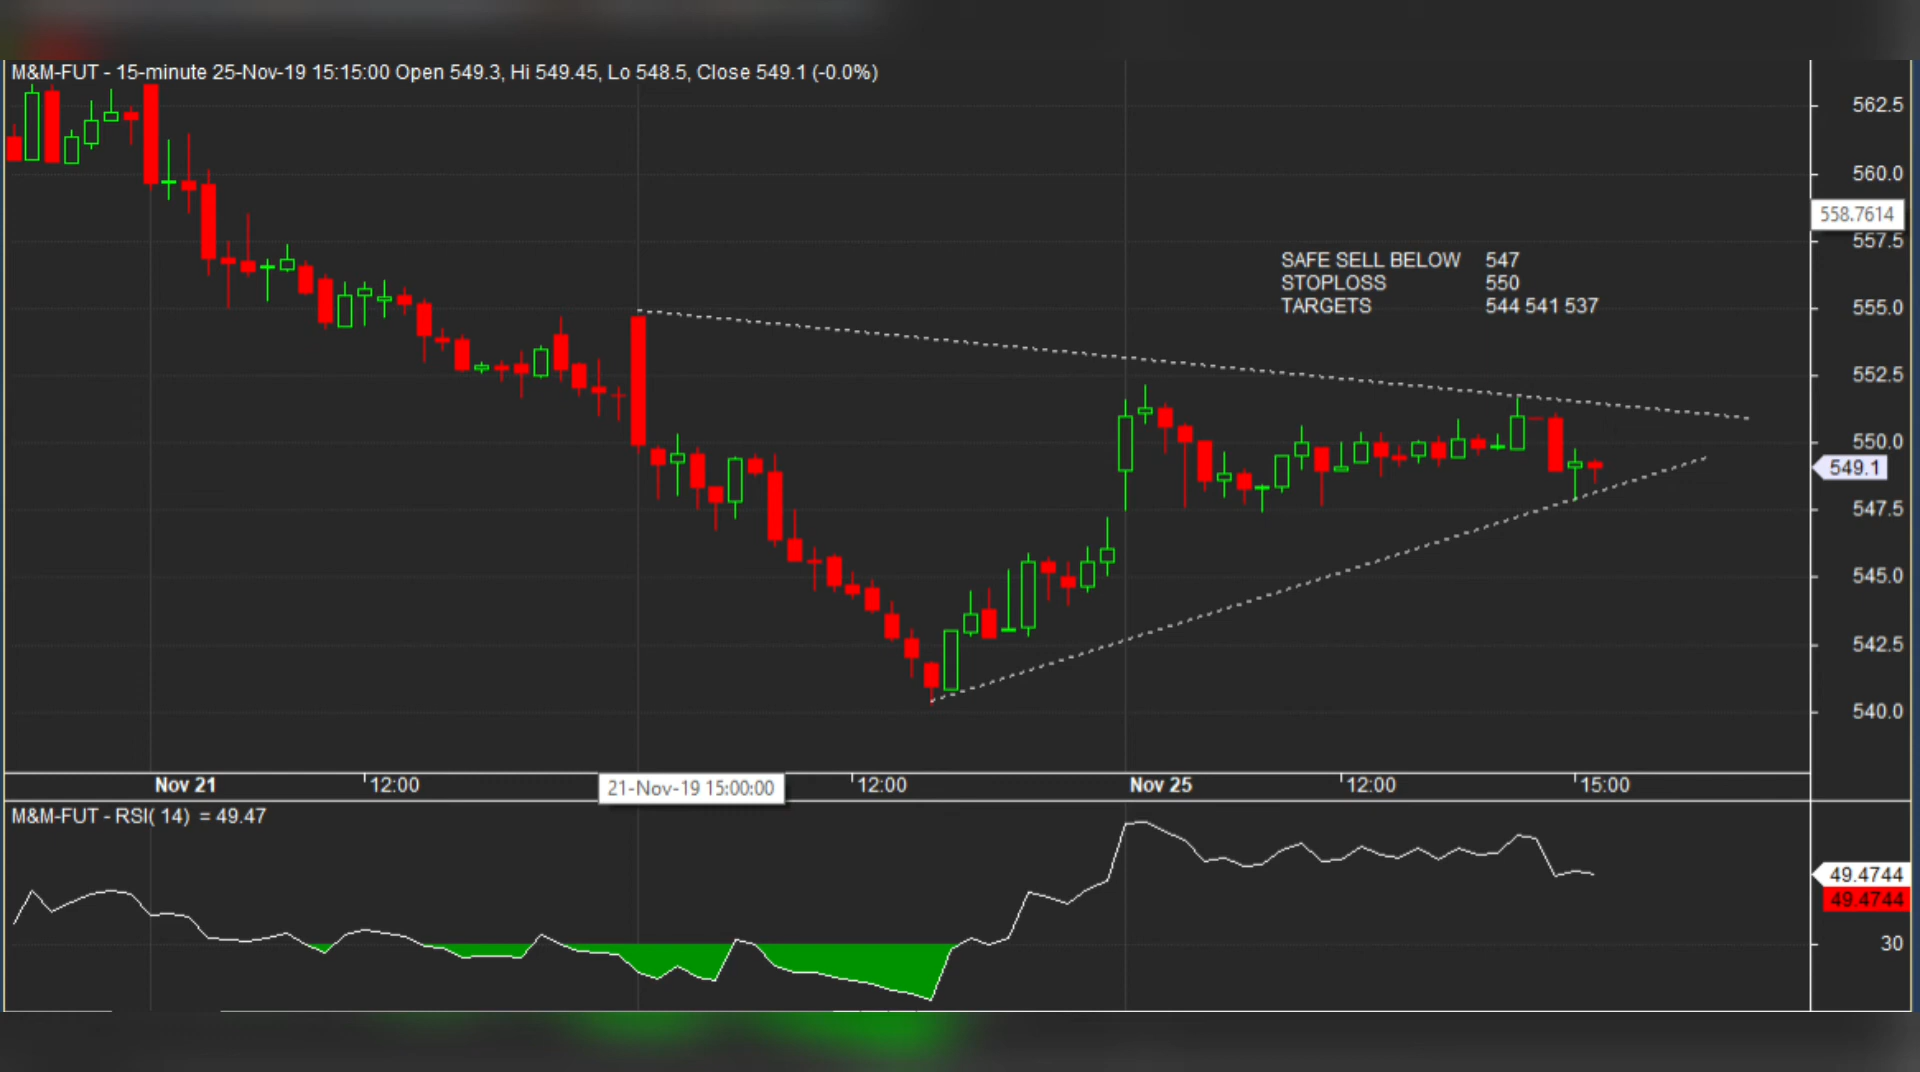 M&M-FUT - 15-minute 25-Nov-19 15:15:00 Open 549.3, Hi 549.45, Lo 548.5, Close 549.1 (-0.0%)
562.5
560.0
558.7614
557.5
SAFE SELL BELOW 547
STOPLOSS 550
TARGETS 544 541 537
555.0
552.5
550.0
549.1
547.5
545.0
542.5
540.0
Nov 21 12:00 21-Nov-19 15:00:00 12:00 Nov 25 12:00 15:00
M&M-FUT - RSI( 14) = 49.47
49.4744
49.4744
30